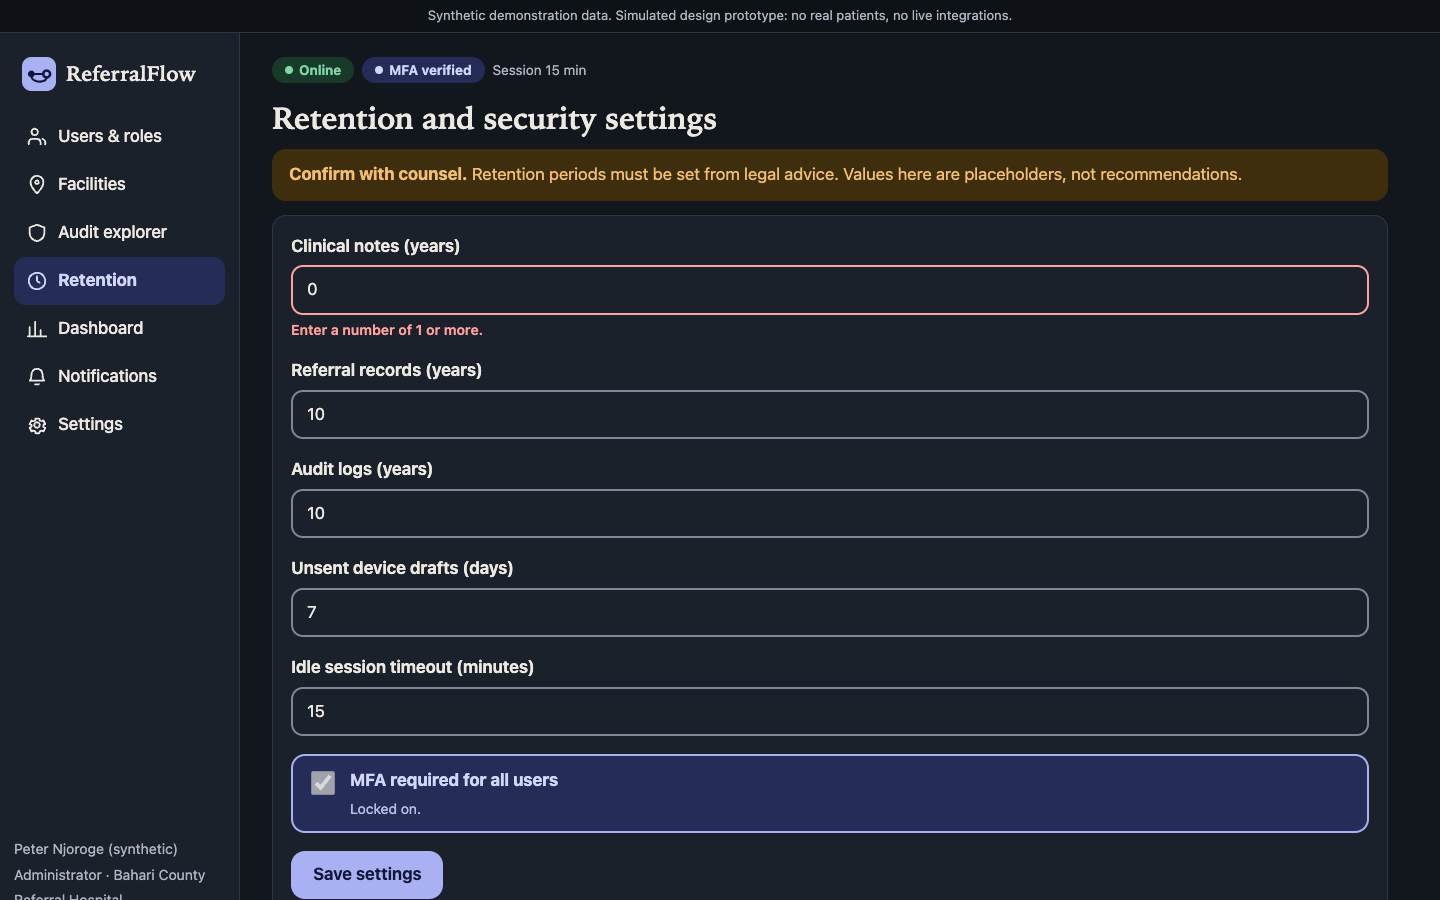 Synthetic demonstration data. Simulated design prototype: no real patients, no live integrations.
ReferralFlow
Users & roles
Facilities
Audit explorer
Retention
Dashboard
Notifications
Settings
Peter Njoroge (synthetic)
Administrator · Bahari County
Referral Hospital
Online
MFA verified
Session 15 min
Retention and security settings
Confirm with counsel. Retention periods must be set from legal advice. Values here are placeholders, not recommendations.
Clinical notes (years)
0
Enter a number of 1 or more.
Referral records (years)
10
Audit logs (years)
10
Unsent device drafts (days)
7
Idle session timeout (minutes)
15
MFA required for all users
Locked on.
Save settings